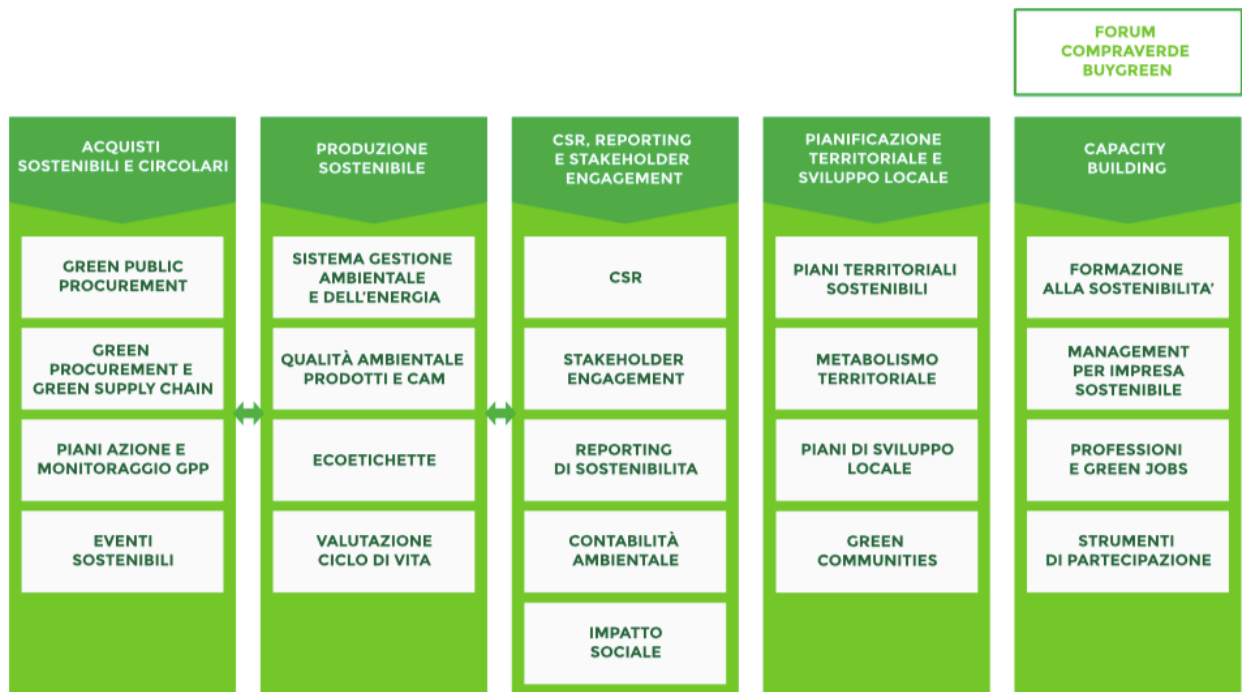 FORUM
COMPRAVERDE
BUYGREEN
ACQUISTI
SOSTENIBILI E CIRCOLARI
GREEN PUBLIC
PROCUREMENT
GREEN
PROCUREMENT E
GREEN SUPPLY CHAIN
PIANI AZIONE E
MONITORAGGIO GPP
EVENTI
SOSTENIBILI
PRODUZIONE
SOSTENIBILE
SISTEMA GESTIONE
AMBIENTALE
E DELL'ENERGIA
QUALITÀ AMBIENTALE
PRODOTTI E CAM
ECOETICHETTE
VALUTAZIONE
CICLO DI VITA
CSR, REPORTING
E STAKEHOLDER
ENGAGEMENT
CSR
STAKEHOLDER
ENGAGEMENT
REPORTING
DI SOSTENIBILITA
CONTABILITÀ
AMBIENTALE
IMPATTO
SOCIALE
PIANIFICAZIONE
TERRITORIALE E
SVILUPPO LOCALE
PIANI TERRITORIALI
SOSTENIBILI
METABOLISMO
TERRITORIALE
PIANI DI SVILUPPO
LOCALE
GREEN
COMMUNITIES
CAPACITY
BUILDING
FORMAZIONE
ALLA SOSTENIBILITA'
MANAGEMENT
PER IMPRESA
SOSTENIBILE
PROFESSIONI
E GREEN JOBS
STRUMENTI
DI PARTECIPAZIONE